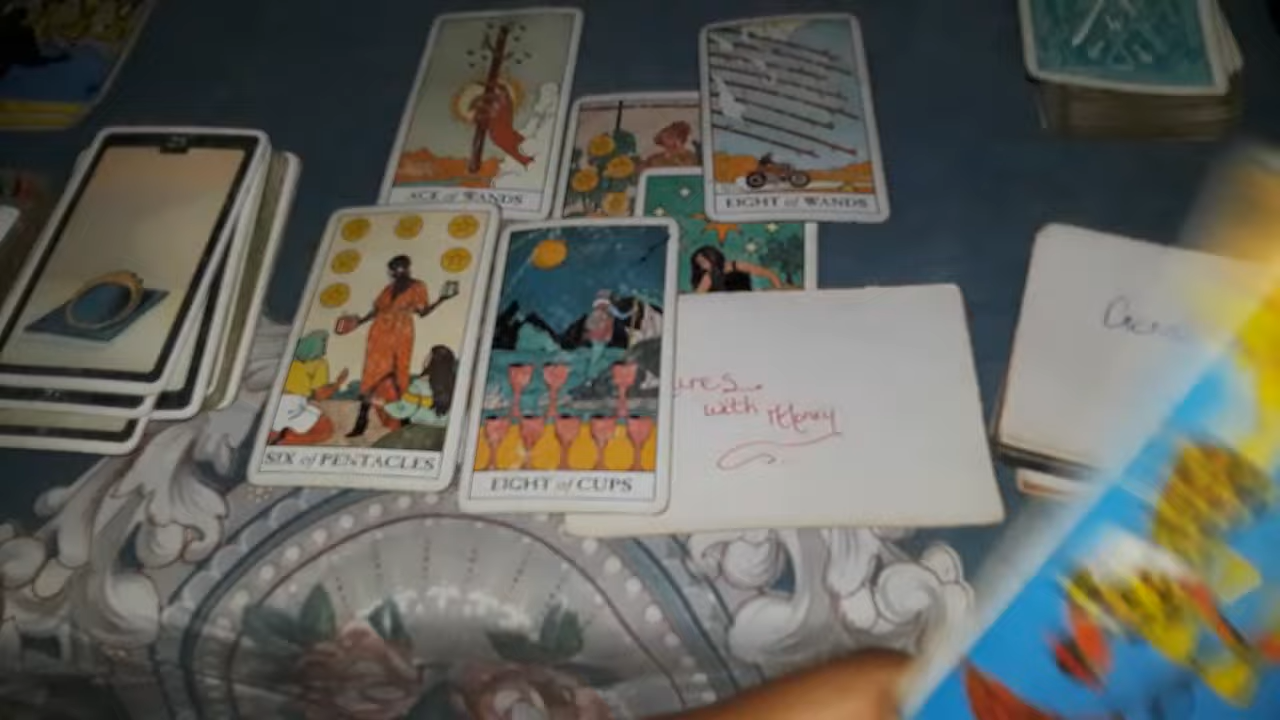 ACE of WANDS
EIGHT of WANDS
SIX of PENTACLES
EIGHT of CUPS
with Money